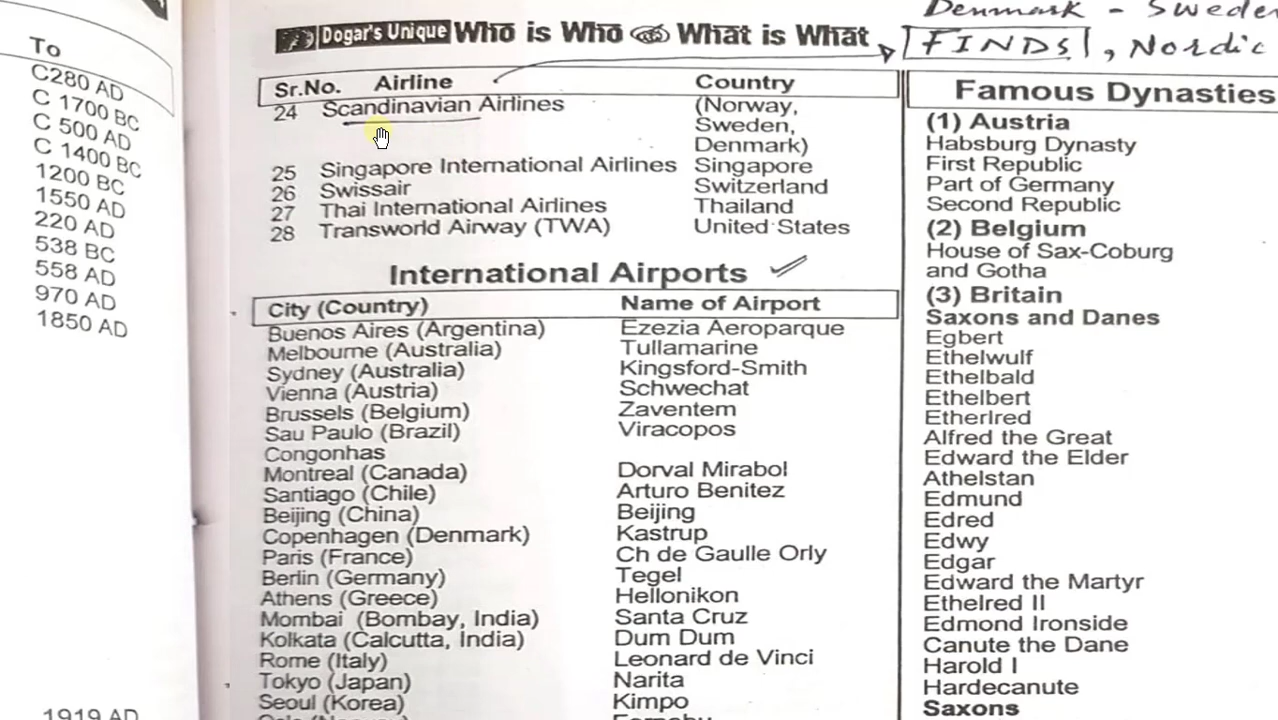 To
C280 AD
C 1700 BC
C 500 AD
C 1400 BC
1200 BC
1550 AD
220 AD
538 BC
558 AD
970 AD
1850 AD
1919 AD
Dogar's Unique Who is Who What is What
Denmark - Sweden
FINDS, Nordic
Sr.No. Airline Country
24 Scandinavian Airlines (Norway,
Sweden,
Denmark)
25 Singapore International Airlines Singapore
26 Swissair Switzerland
27 Thai International Airlines Thailand
28 Transworld Airway (TWA) United States
International Airports
City (Country) Name of Airport
Buenos Aires (Argentina) Ezezia Aeroparque
Melbourne (Australia) Tullamarine
Sydney (Australia) Kingsford-Smith
Vienna (Austria) Schwechat
Brussels (Belgium) Zaventem
Sau Paulo (Brazil) Viracopos
Congonhas
Montreal (Canada) Dorval Mirabol
Santiago (Chile) Arturo Benitez
Beijing (China) Beijing
Copenhagen (Denmark) Kastrup
Paris (France) Ch de Gaulle Orly
Berlin (Germany) Tegel
Athens (Greece) Hellonikon
Mombai (Bombay, India) Santa Cruz
Kolkata (Calcutta, India) Dum Dum
Rome (Italy) Leonard de Vinci
Tokyo (Japan) Narita
Seoul (Korea) Kimpo
Famous Dynasties
(1) Austria
Habsburg Dynasty
First Republic
Part of Germany
Second Republic
(2) Belgium
House of Sax-Coburg
and Gotha
(3) Britain
Saxons and Danes
Egbert
Ethelwulf
Ethelbald
Ethelbert
Etherlred
Alfred the Great
Edward the Elder
Athelstan
Edmund
Edred
Edwy
Edgar
Edward the Martyr
Ethelred II
Edmond Ironside
Canute the Dane
Harold I
Hardecanute
Saxons